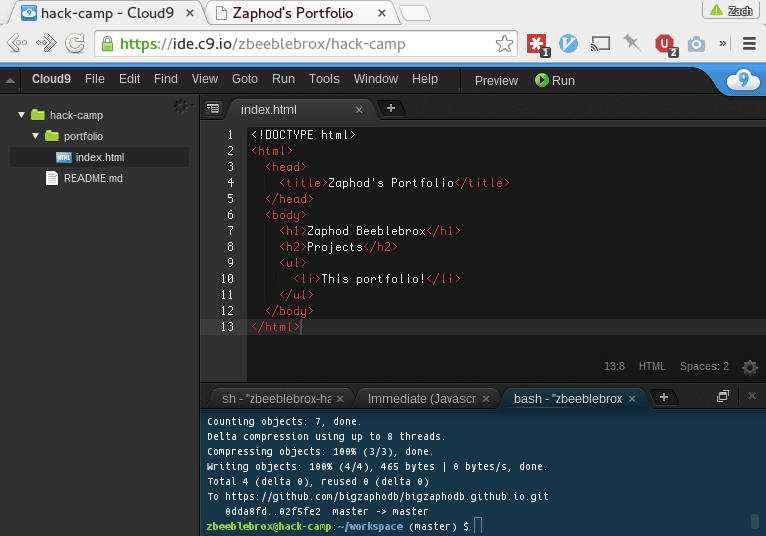 hack-camp - Cloud9 × Zaphod's Portfolio × Zach
https://ide.c9.io/zbeeblebrox/hack-camp 1 2 »
Cloud9 File Edit Find View Goto Run Tools Window Help Preview Run
hack-camp
portfolio
HTML index.html
README.md
index.html ×
1 <!DOCTYPE html>
2 <html>
3 <head>
4 <title>Zaphod's Portfolio</title>
5 </head>
6 <body>
7 <h1>Zaphod Beeblebrox</h1>
8 <h2>Projects</h2>
9 <ul>
10 <li>This portfolio!</li>
11 </ul>
12 </body>
13 </html>
13:8 HTML Spaces: 2
sh - "zbeeblebrox-ha × Immediate (Javascr × bash - "zbeeblebrox ×
Counting objects: 7, done.
Delta compression using up to 8 threads.
Compressing objects: 100% (3/3), done.
Writing objects: 100% (4/4), 465 bytes | 0 bytes/s, done.
Total 4 (delta 0), reused 0 (delta 0)
To https://github.com/bigzaphodb/bigzaphodb.github.io.git
0dda8fd..02f5fe2 master -> master
zbeeblebrox@hack-camp:~/workspace (master) $